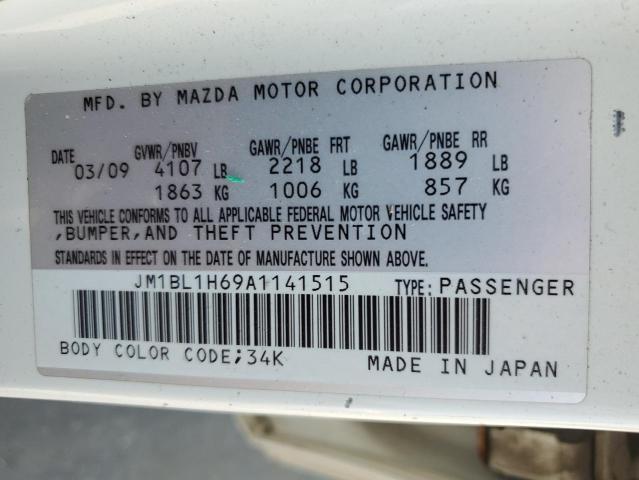 MFD. BY MAZDA MOTOR CORPORATION
DATE GVWR/PNBV GAWR/PNBE FRT GAWR/PNBE RR
03/09 4107 LB 2218 LB 1889 LB
1863 KG 1006 KG 857 KG
THIS VEHICLE CONFORMS TO ALL APPLICABLE FEDERAL MOTOR VEHICLE SAFETY
,BUMPER,AND THEFT PREVENTION
STANDARDS IN EFFECT ON THE DATE OF MANUFACTURE SHOWN ABOVE.
JM1BL1H69A1141515 TYPE: PASSENGER
BODY COLOR CODE;34K MADE IN JAPAN